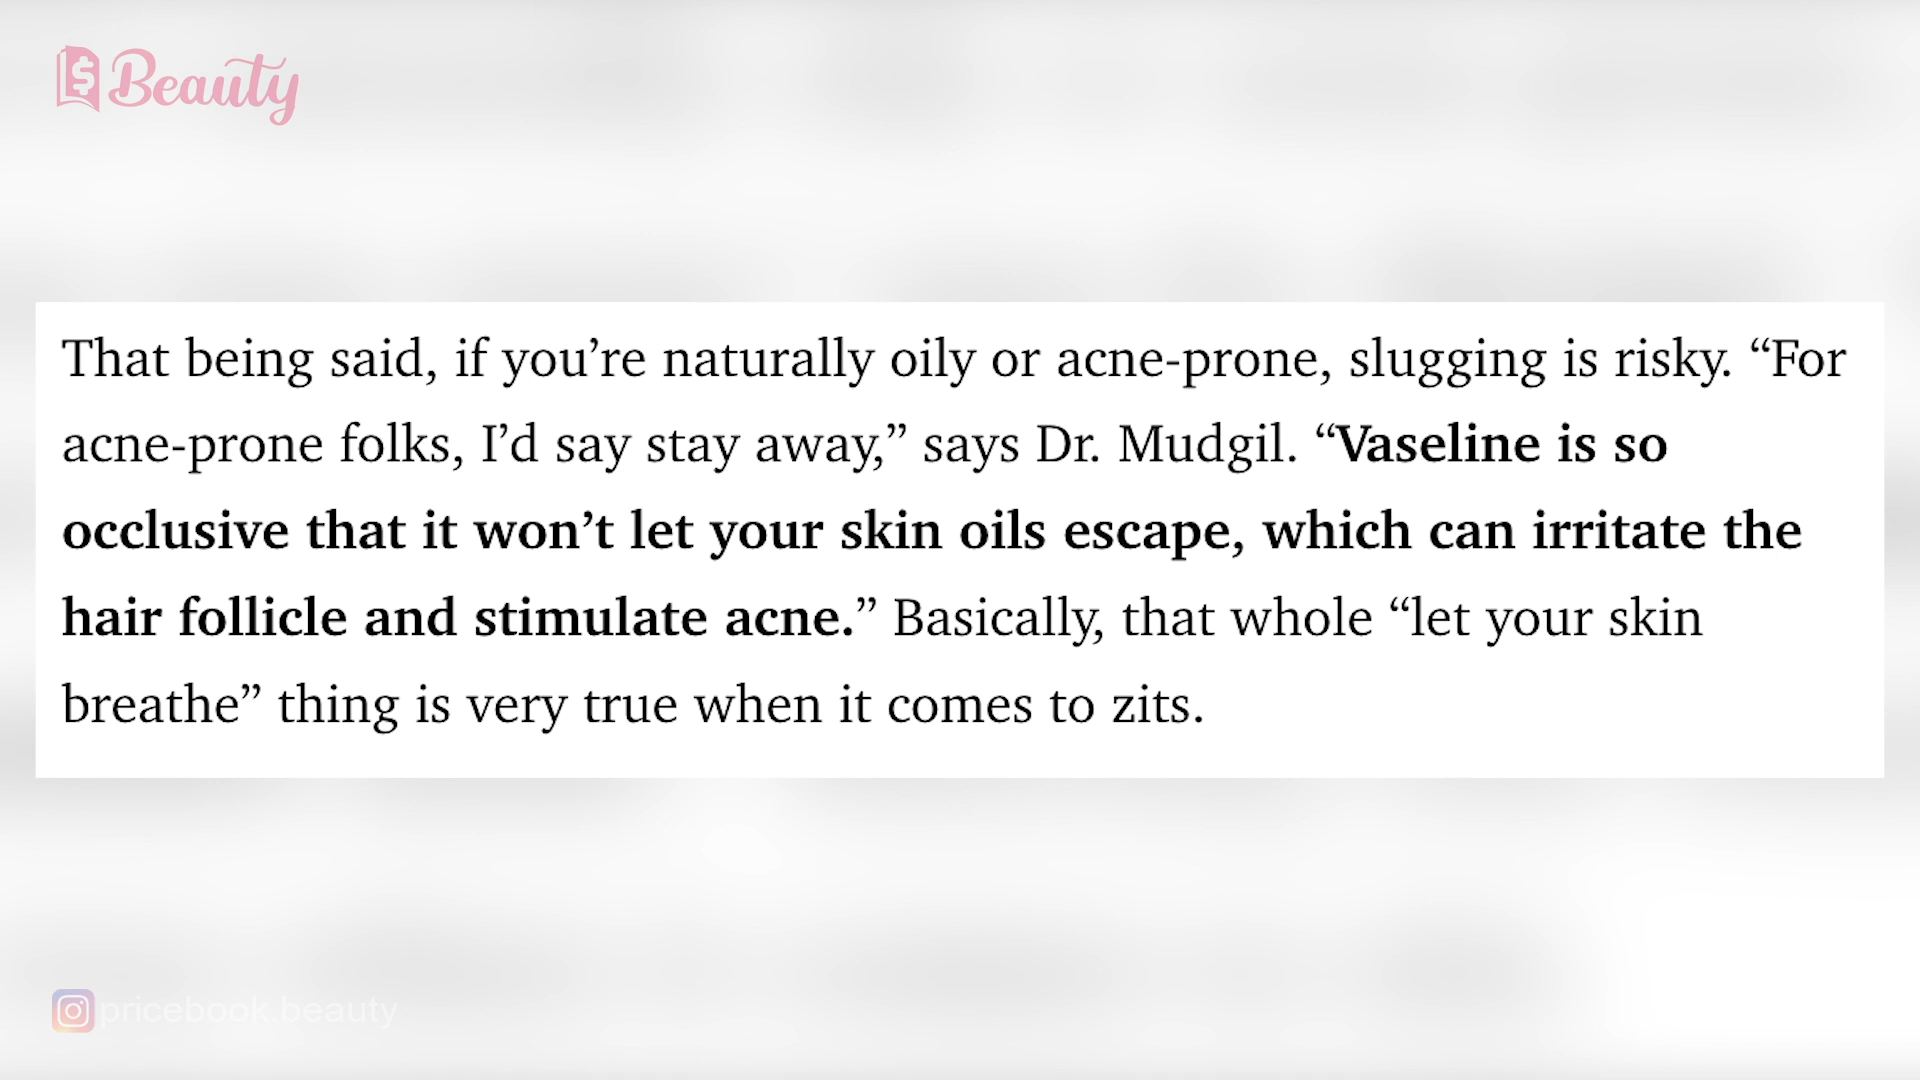 Beauty
That being said, if you’re naturally oily or acne-prone, slugging is risky. “For
acne-prone folks, I’d say stay away,” says Dr. Mudgil. “Vaseline is so
occlusive that it won’t let your skin oils escape, which can irritate the
hair follicle and stimulate acne.” Basically, that whole “let your skin
breathe” thing is very true when it comes to zits.
pricebook.beauty